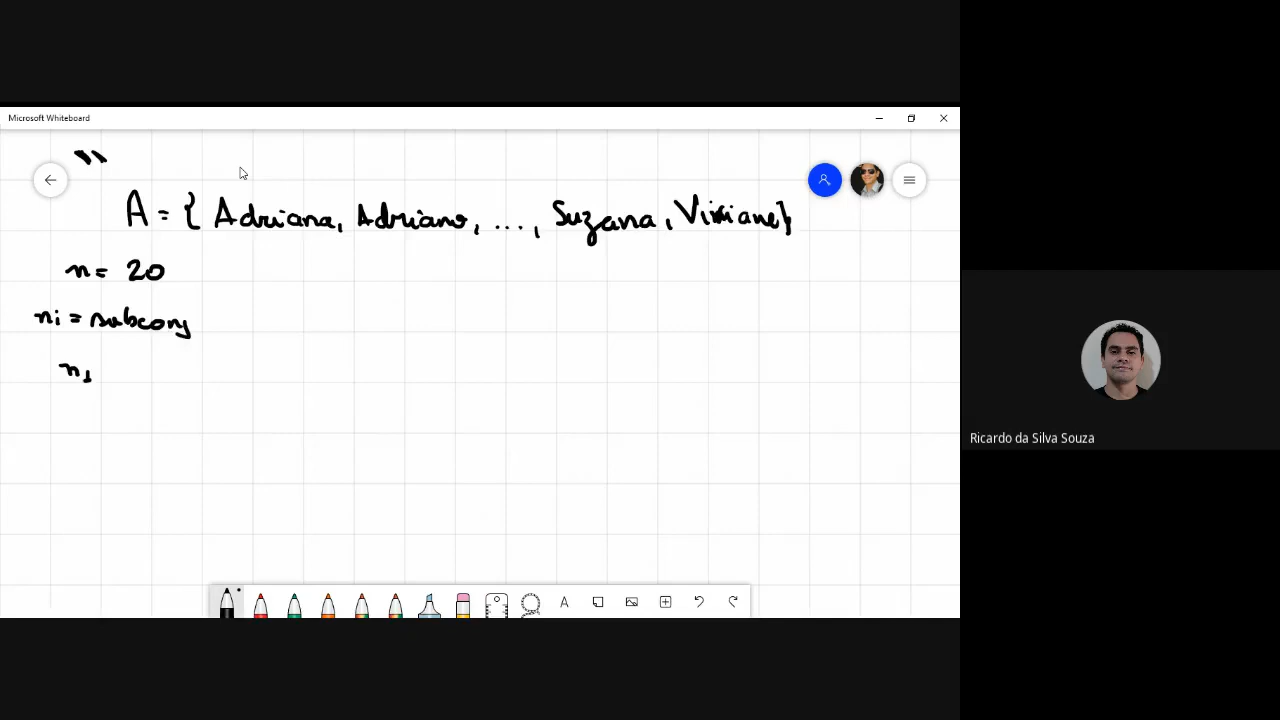 Microsoft Whiteboard
A = { Adriana, Adriano, ..., Suzana, Viviane}
n = 20
ni = subconj
n1
Ricardo da Silva Souza
A